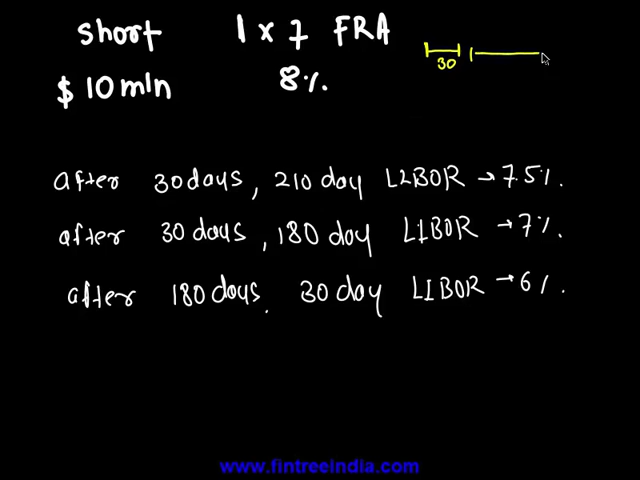 short 1 x 7 FRA
$ 10 mln 8%.
30
after 30 days, 210 day LIBOR → 7.5%.
after 30 days, 180 day LIBOR → 7%.
after 180 days. 30 day LIBOR → 6%.
www.fintreeindia.com